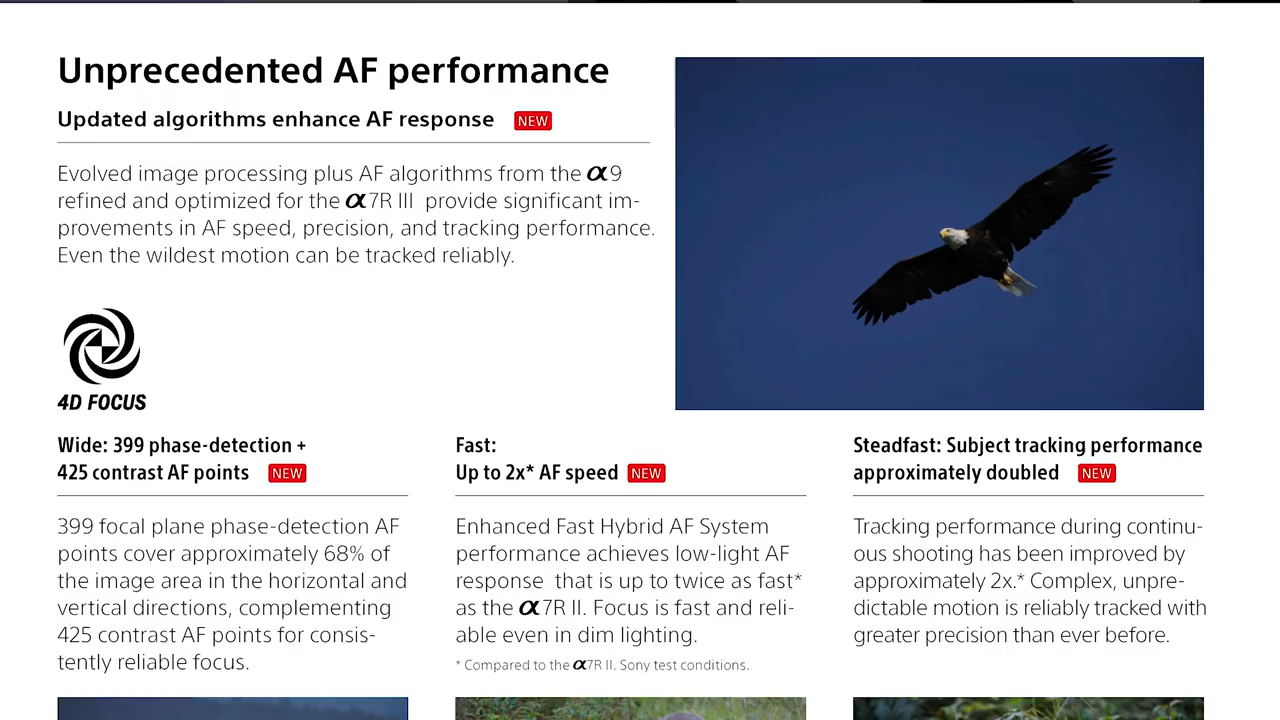 Unprecedented AF performance
Updated algorithms enhance AF response NEW
Evolved image processing plus AF algorithms from the α9
refined and optimized for the α7R III provide significant im-
provements in AF speed, precision, and tracking performance.
Even the wildest motion can be tracked reliably.
4D FOCUS
Wide: 399 phase-detection +
425 contrast AF points NEW
399 focal plane phase-detection AF
points cover approximately 68% of
the image area in the horizontal and
vertical directions, complementing
425 contrast AF points for consis-
tently reliable focus.
Fast:
Up to 2x* AF speed NEW
Enhanced Fast Hybrid AF System
performance achieves low-light AF
response that is up to twice as fast*
as the α7R II. Focus is fast and reli-
able even in dim lighting.
* Compared to the α7R II. Sony test conditions.
Steadfast: Subject tracking performance
approximately doubled NEW
Tracking performance during continu-
ous shooting has been improved by
approximately 2x.* Complex, unpre-
dictable motion is reliably tracked with
greater precision than ever before.